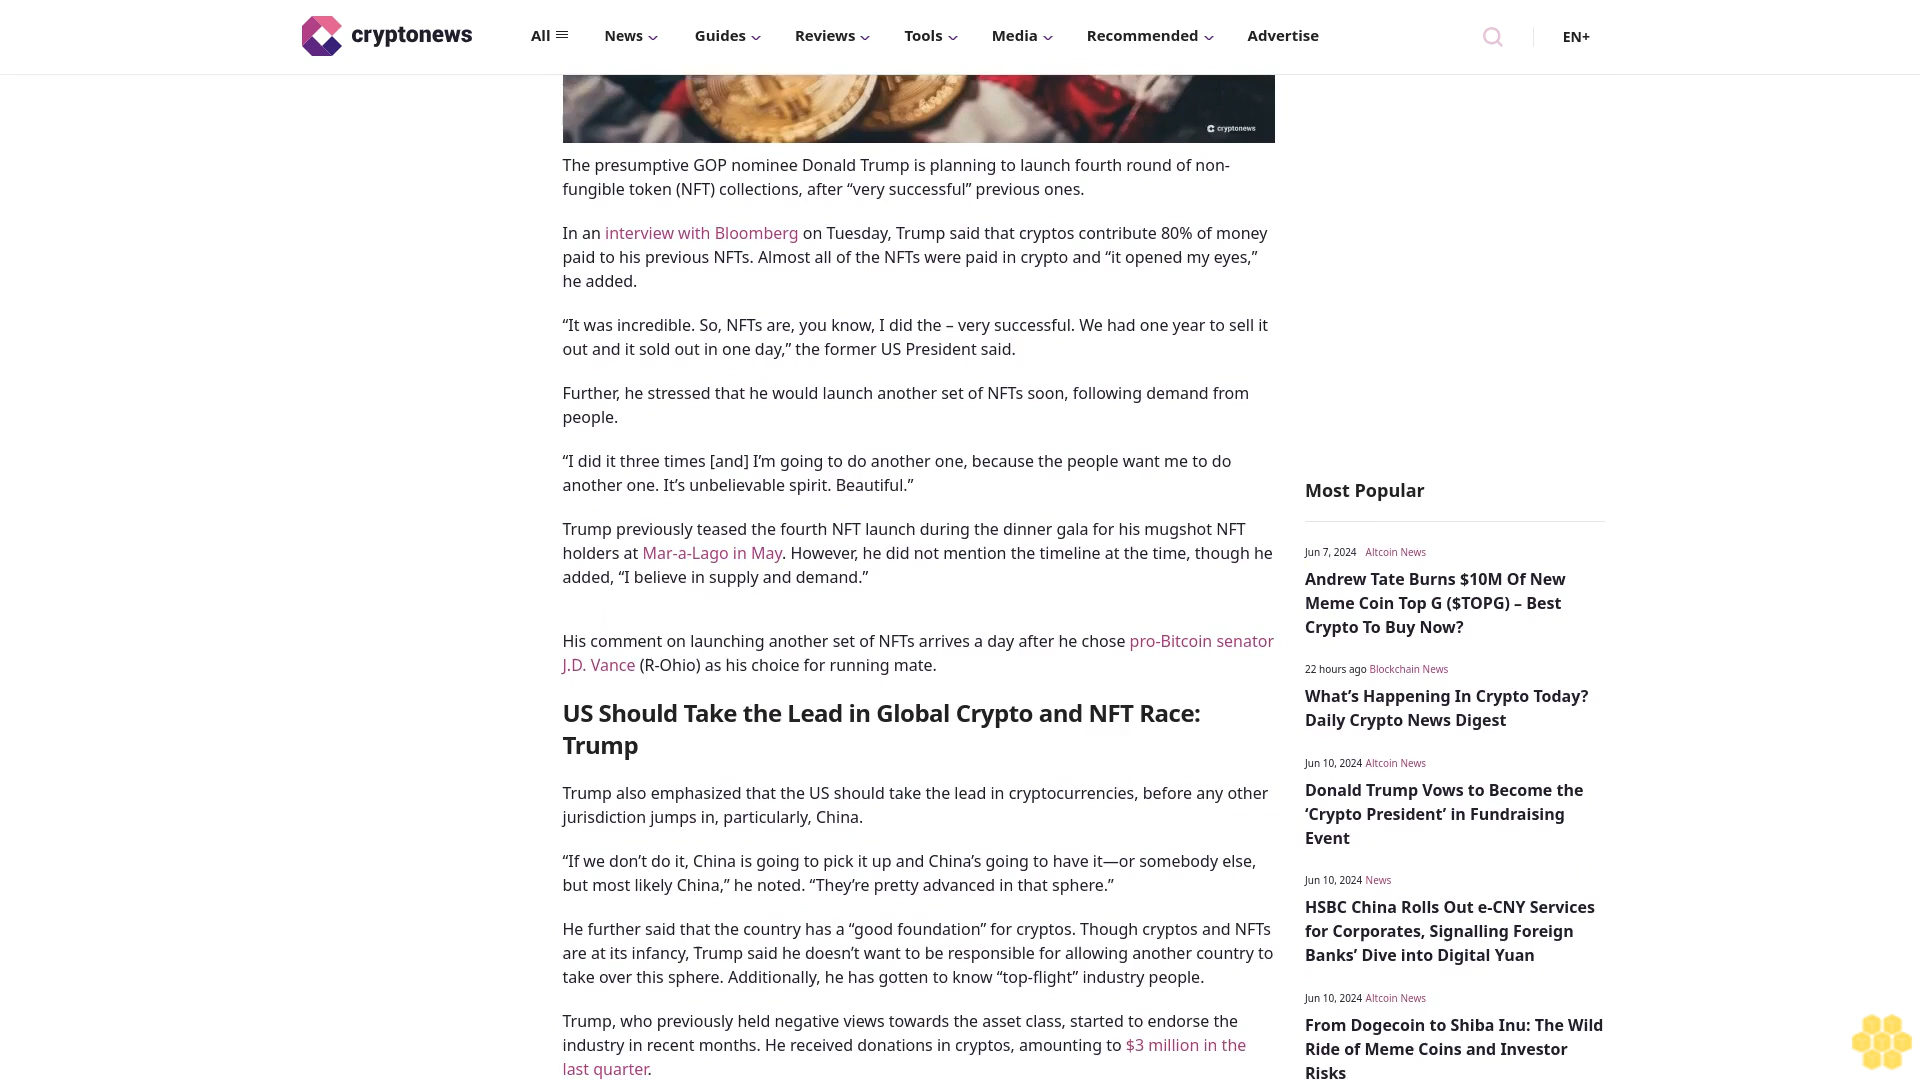 cryptonews
All
News
Guides
Reviews
Tools
Media
Recommended
Advertise
EN+
cryptonews
The presumptive GOP nominee Donald Trump is planning to launch fourth round of non-
fungible token (NFT) collections, after “very successful” previous ones.
In an interview with Bloomberg on Tuesday, Trump said that cryptos contribute 80% of money
paid to his previous NFTs. Almost all of the NFTs were paid in crypto and “it opened my eyes,”
he added.
“It was incredible. So, NFTs are, you know, I did the – very successful. We had one year to sell it
out and it sold out in one day,” the former US President said.
Further, he stressed that he would launch another set of NFTs soon, following demand from
people.
“I did it three times [and] I’m going to do another one, because the people want me to do
another one. It’s unbelievable spirit. Beautiful.”
Trump previously teased the fourth NFT launch during the dinner gala for his mugshot NFT
holders at Mar-a-Lago in May. However, he did not mention the timeline at the time, though he
added, “I believe in supply and demand.”
His comment on launching another set of NFTs arrives a day after he chose pro-Bitcoin senator
J.D. Vance (R-Ohio) as his choice for running mate.
US Should Take the Lead in Global Crypto and NFT Race:
Trump
Trump also emphasized that the US should take the lead in cryptocurrencies, before any other
jurisdiction jumps in, particularly, China.
“If we don’t do it, China is going to pick it up and China’s going to have it—or somebody else,
but most likely China,” he noted. “They’re pretty advanced in that sphere.”
He further said that the country has a “good foundation” for cryptos. Though cryptos and NFTs
are at its infancy, Trump said he doesn’t want to be responsible for allowing another country to
take over this sphere. Additionally, he has gotten to know “top-flight” industry people.
Trump, who previously held negative views towards the asset class, started to endorse the
industry in recent months. He received donations in cryptos, amounting to $3 million in the
last quarter.
Most Popular
Jun 7, 2024 Altcoin News
Andrew Tate Burns $10M Of New
Meme Coin Top G ($TOPG) – Best
Crypto To Buy Now?
22 hours ago Blockchain News
What’s Happening In Crypto Today?
Daily Crypto News Digest
Jun 10, 2024 Altcoin News
Donald Trump Vows to Become the
‘Crypto President’ in Fundraising
Event
Jun 10, 2024 News
HSBC China Rolls Out e-CNY Services
for Corporates, Signalling Foreign
Banks’ Dive into Digital Yuan
Jun 10, 2024 Altcoin News
From Dogecoin to Shiba Inu: The Wild
Ride of Meme Coins and Investor
Risks